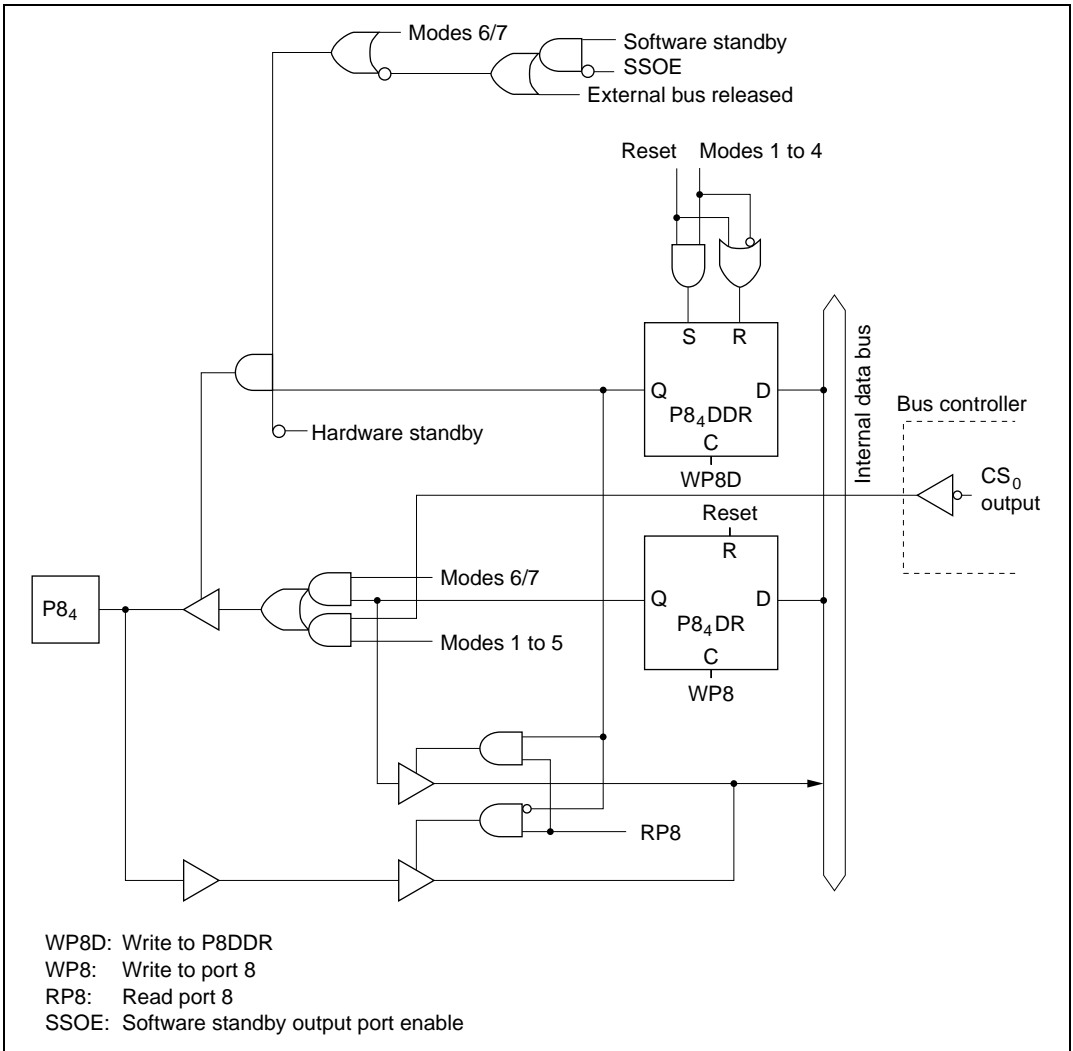 Modes 6/7
Software standby
SSOE
External bus released
Reset Modes 1 to 4
S R
Q D
P8₄DDR
C
WP8D
Hardware standby
Internal data bus
Bus controller
CS₀
output
Reset
R
Q D
P8₄DR
C
WP8
Modes 6/7
Modes 1 to 5
P8₄
RP8
WP8D: Write to P8DDR
WP8: Write to port 8
RP8: Read port 8
SSOE: Software standby output port enable